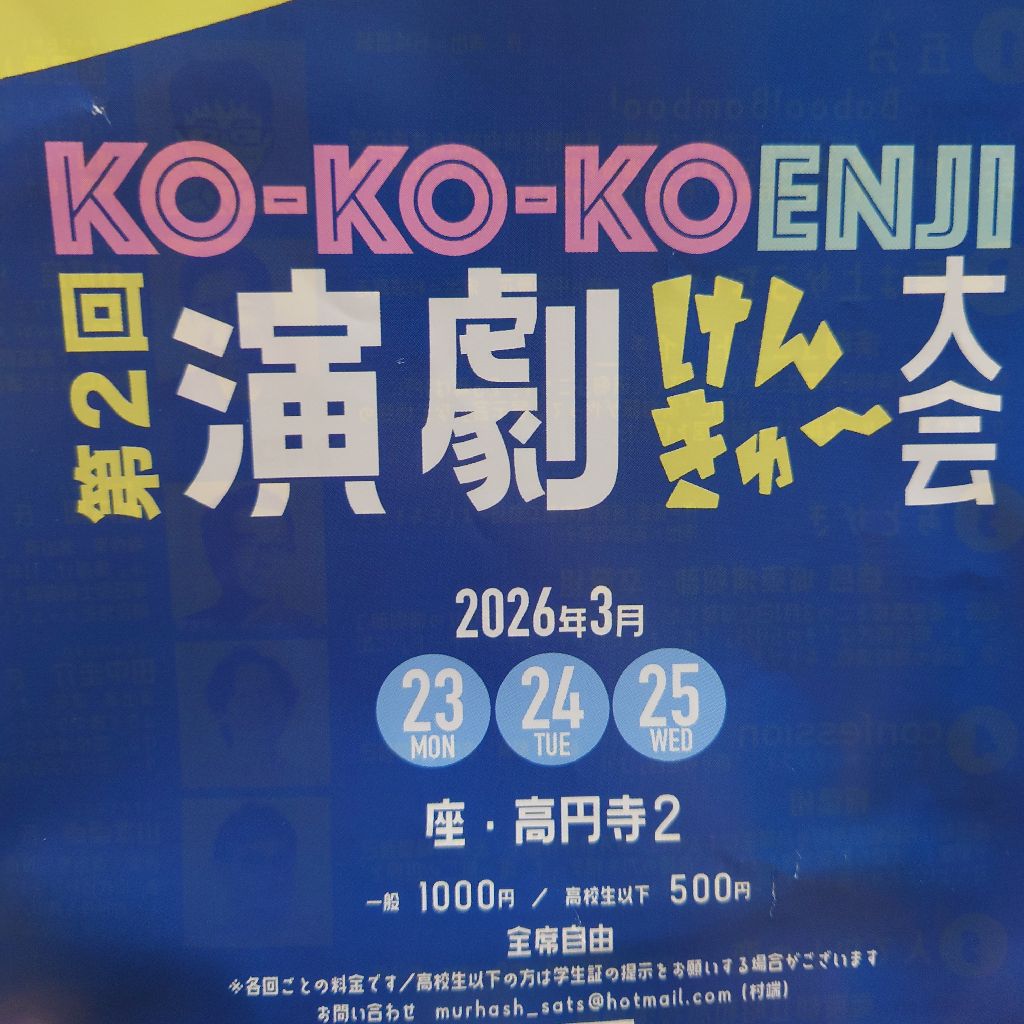 KO-KO-KOENJI
第2回 演劇けんきゅ〜大会
2026年3月
23 MON 24 TUE 25 WED
座・高円寺2
一般 1000円 / 高校生以下 500円
全席自由
※各回ごとの料金です/高校生以下の方は学生証の提示をお願いする場合がございます
お問い合わせ murhash_sats@hotmail.com (村端)